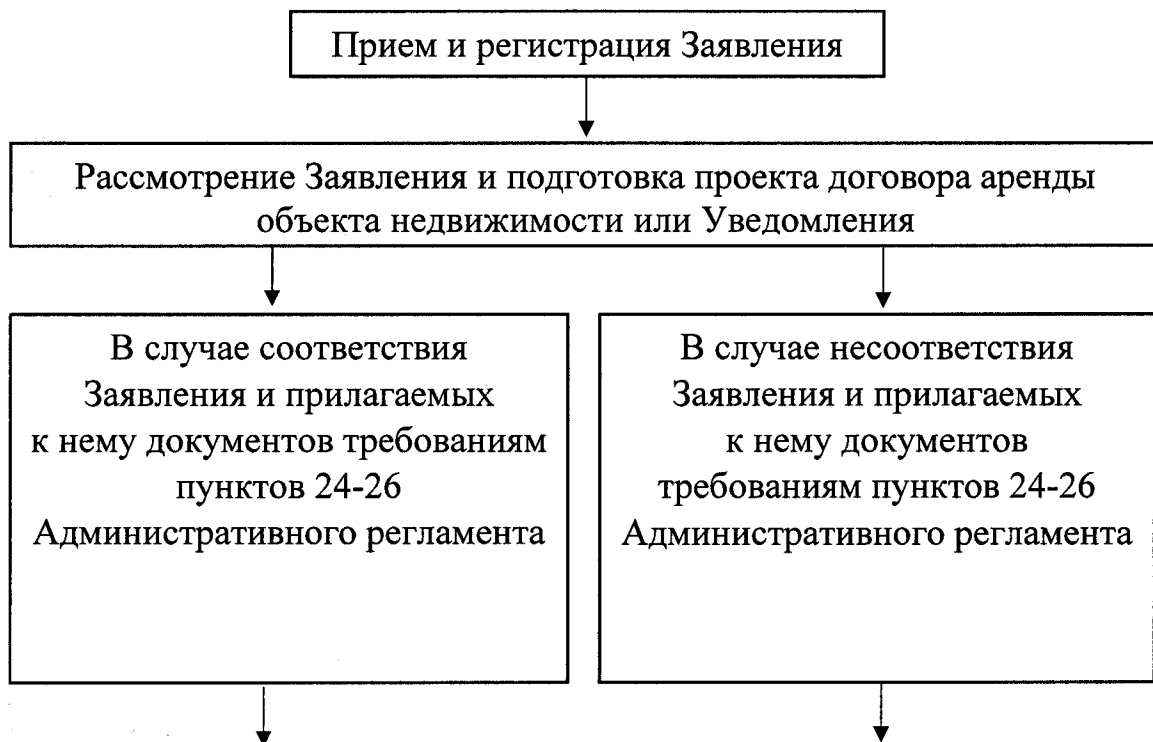 Прием и регистрация Заявления
Рассмотрение Заявления и подготовка проекта договора аренды
объекта недвижимости или Уведомления
В случае соответствия
Заявления и прилагаемых
к нему документов требованиям
пунктов 24-26
Административного регламента
В случае несоответствия
Заявления и прилагаемых
к нему документов
требованиям пунктов 24-26
Административного регламента